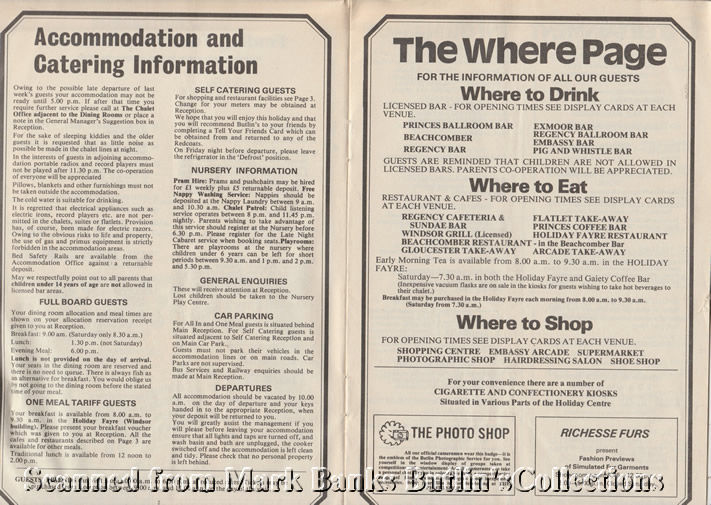 Accommodation and
Catering Information
Owing to the possible late departure of last
week's guests your accommodation may not be
ready until 5.00 p.m. If after that time you
require further service please call at The Chalet
Office adjacent to the Dining Rooms or place a
note in the General Manager's Suggestion box in
Reception.
For the sake of sleeping kiddies and the older
guests it is requested that as little noise as
possible be made in the chalet lines at night.
In the interests of guests in adjoining accommo-
dation portable radios and record players must
not be played after 11.30 p.m. The co-operation
of everyone will be appreciated
Pillows, blankets and other furnishings must not
be taken outside the accommodation.
The cold water is suitable for drinking.
It is regretted that electrical appliances such as
electric irons, record players etc. are not per-
mitted in the chalets, suites or flatlets. Provision
has, of course, been made for electric razors.
Owing to the obvious risks to life and property,
the use of gas and primus equipment is strictly
forbidden in the accommodation areas.
Bed Safety Rails are available from the
Accommodation Office against a returnable
deposit.
May we respectfully point out to all parents that
children under 14 years of age are not allowed in
licensed bar areas.
FULL BOARD GUESTS
Your dining room allocation and meal times are
shown on your allocation reservation receipt
given to you at Reception.
Breakfast: 9.00 am. (Saturday only 8.30 a.m.)
Lunch: 1.30 p.m. (not Saturday)
Evening Meal: 6.00 p.m.
Lunch is not provided on the day of arrival.
Your seats in the dining room are reserved and
there is no need to queue. There is always fish as
an alternative for breakfast. You would oblige us
by not going to the dining room before the stated
time of your meal.
ONE MEAL TARIFF GUESTS
Your breakfast is available from 8.00 a.m. to
9.30 a.m. in the Holiday Fayre (Windsor
building), Please present your breakfast voucher
which was given to you at Reception. All the
cafes and restaurants described on Page 3 are
available for other meals.
Traditional lunch is available from 12 noon to
2.00 p.m.
SELF CATERING GUESTS
For shopping and restaurant facilities see Page 3.
Change for your meters may be obtained at
Reception.
We hope that you will enjoy this holiday and that
you will recommend Butlin's to your friends by
completing a Tell Your Friends Card which can
be obtained from and returned to any of the
Redcoats.
On Friday night before departure, please leave
the refrigerator in the 'Defrost' position.
NURSERY INFORMATION
Pram Hire: Prams and pushchairs may be hired
for £1 weekly plus £5 returnable deposit. Free
Nappy Washing Service: Nappies should be
deposited at the Nappy Laundry between 9 a.m.
and 10.30 a.m. Chalet Patrol: Child listening
service operates between 8 p.m. and 11.45 p.m.
nightly. Parents wishing to take advantage of
this service should register at the Nursery before
6.30 p.m. Please register for the Late Night
Cabaret service when booking seats. Playrooms:
There are playrooms at the nursery where
children under 6 years can be left for short
periods between 9.30 a.m. and 1 p.m. and 2 p.m.
and 5.30 p.m.
GENERAL ENQUIRIES
These will receive attention at Reception.
Lost children should be taken to the Nursery
Play Centre.
CAR PARKING
For All In and One Meal guests is situated behind
Main Reception. For Self Catering guests is
situated adjacent to Self Catering Reception and
on Main Car Park..
Guests must not park their vehicles in the
accommodation lines or on main roads. Car
Parks are not supervised.
Bus Services and Railway enquiries should be
made at Main Reception.
DEPARTURES
All accommodation should be vacated by 10.00
a.m. on the day of departure and your keys
handed in to the appropriate Reception, when
your deposit will be returned to you.
You will greatly assist the management if you
will please before leaving your accommodation
ensure that all lights and taps are turned off, and
wash basin and bath are unplugged, the cooker
switched off and the accommodation is left clean
and tidy. Please check that no personal property
is left behind.
The Where Page
FOR THE INFORMATION OF ALL OUR GUESTS
Where to Drink
LICENSED BAR - FOR OPENING TIMES SEE DISPLAY CARDS AT EACH
VENUE.
PRINCES BALLROOM BAR EXMOOR BAR
BEACHCOMBER REGENCY BALLROOM BAR
EMBASSY BAR
REGENCY BAR PIG AND WHISTLE BAR
GUESTS ARE REMINDED THAT CHILDREN ARE NOT ALLOWED IN
LICENSED BARS. PARENTS CO-OPERATION WILL BE APPRECIATED.
Where to Eat
RESTAURANT & CAFES - FOR OPENING TIMES SEE DISPLAY CARDS
AT EACH VENUE.
REGENCY CAFETERIA & FLATLET TAKE-AWAY
SUNDAE BAR PRINCES COFFEE BAR
WINDSOR GRILL (Licensed) HOLIDAY FAYRE RESTAURANT
BEACHCOMBER RESTAURANT - in the Beachcomber Bar
GLOUCESTER TAKE-AWAY ARCADE TAKE-AWAY
Early Morning Tea is available from 8.00 a.m. to 9.30 a.m. in the HOLIDAY
FAYRE:
Saturday—7.30 a.m. in both the Holiday Fayre and Gaiety Coffee Bar
(Inexpensive vacuum flasks are on sale in the kiosks for guests wishing to take hot beverages to
their chalet.)
Breakfast may be purchased in the Holiday Fayre each morning from 8.00 a.m. to 9.30 a.m.
(Saturday from 7.30 a.m.)
Where to Shop
FOR OPENING TIMES SEE DISPLAY CARDS AT EACH VENUE.
SHOPPING CENTRE EMBASSY ARCADE SUPERMARKET
PHOTOGRAPHIC SHOP HAIRDRESSING SALON SHOE SHOP
For your convenience there are a number of
CIGARETTE AND CONFECTIONERY KIOSKS
Situated in Various Parts of the Holiday Centre
THE PHOTO SHOP
All our official cameramen wear this badge—it is
the emblem of the Butlin Photographic Service for you. See
yourself in the window display of groups taken at
RICHESSE FURS
present
Fashion Previews
of Simulated Fur Garments
Scanned from Mark Banks Butlin's Collections